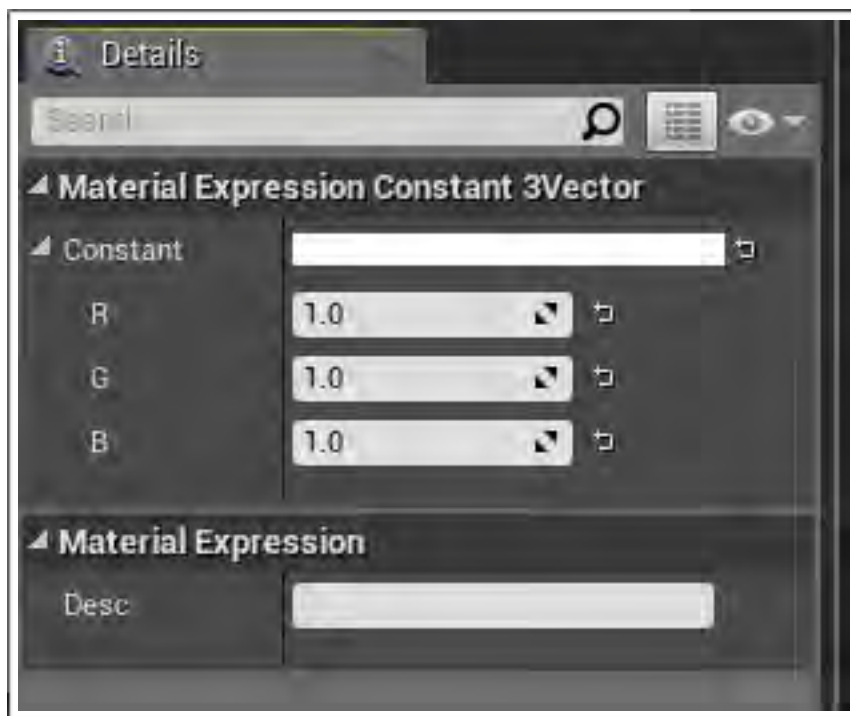 Details
Search
Material Expression Constant 3Vector
Constant
R 1.0
G 1.0
B 1.0
Material Expression
Desc